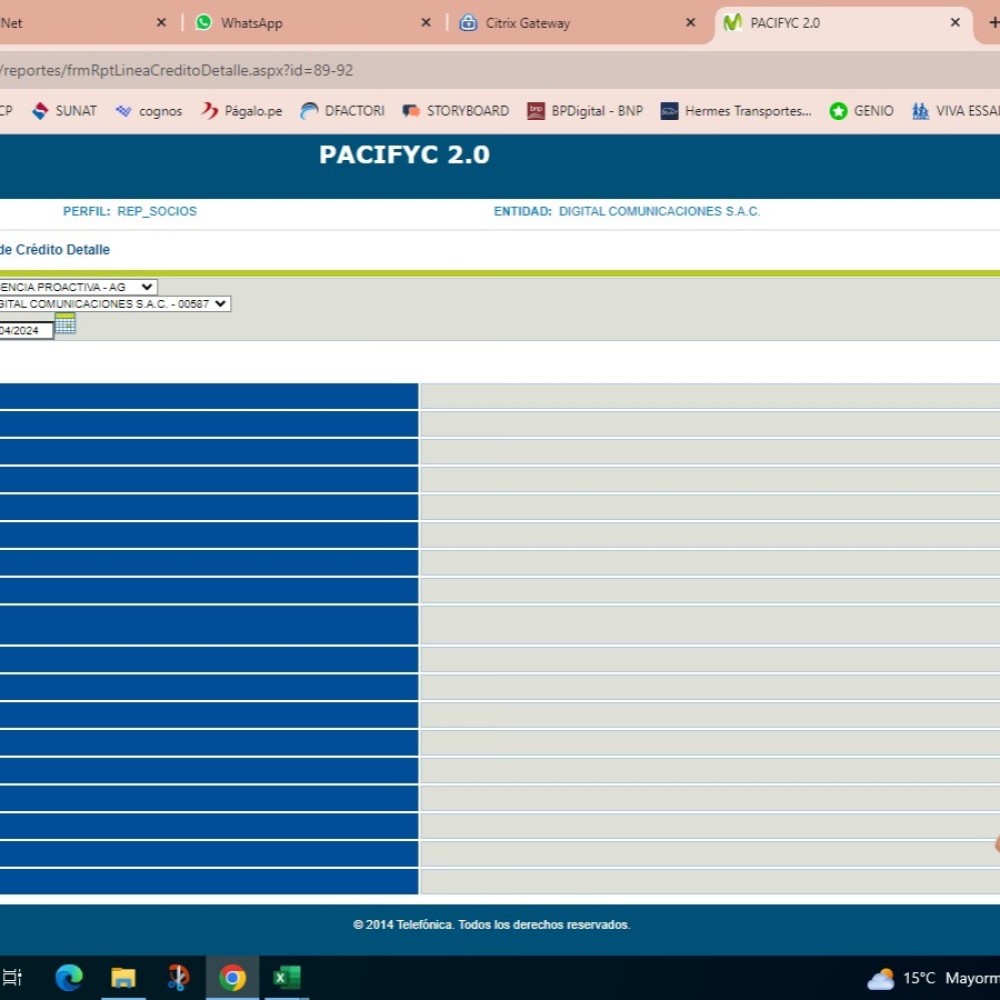 Net
WhatsApp
Citrix Gateway
PACIFYC 2.0
/reportes/frmRptLineaCreditoDetalle.aspx?id=89-92
CP SUNAT cognos Págalo.pe DFACTORI STORYBOARD bnp BPDigital - BNP Hermes Transportes... GENIO VIVA ESSA
PACIFYC 2.0
PERFIL: REP_SOCIOS ENTIDAD: DIGITAL COMUNICACIONES S.A.C.
de Crédito Detalle
ENCIA PROACTIVA - AG
GITAL COMUNICACIONES S.A.C. - 00587
04/2024
© 2014 Telefónica. Todos los derechos reservados.
15°C Mayorm